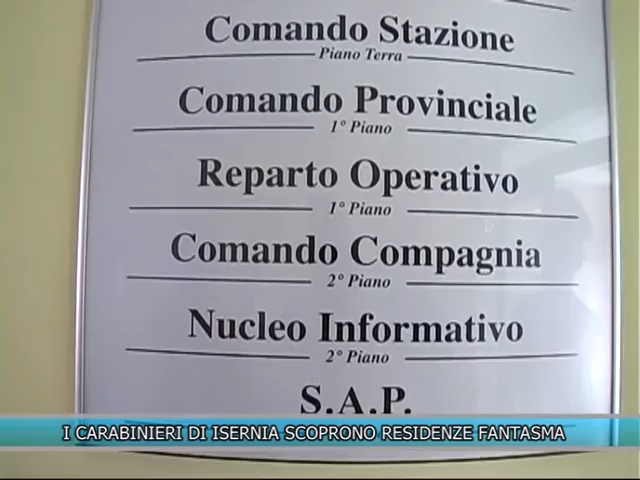 Comando Stazione
Piano Terra
Comando Provinciale
1° Piano
Reparto Operativo
1° Piano
Comando Compagnia
2° Piano
Nucleo Informativo
2° Piano
S.A.P.
I CARABINIERI DI ISERNIA SCOPRONO RESIDENZE FANTASMA